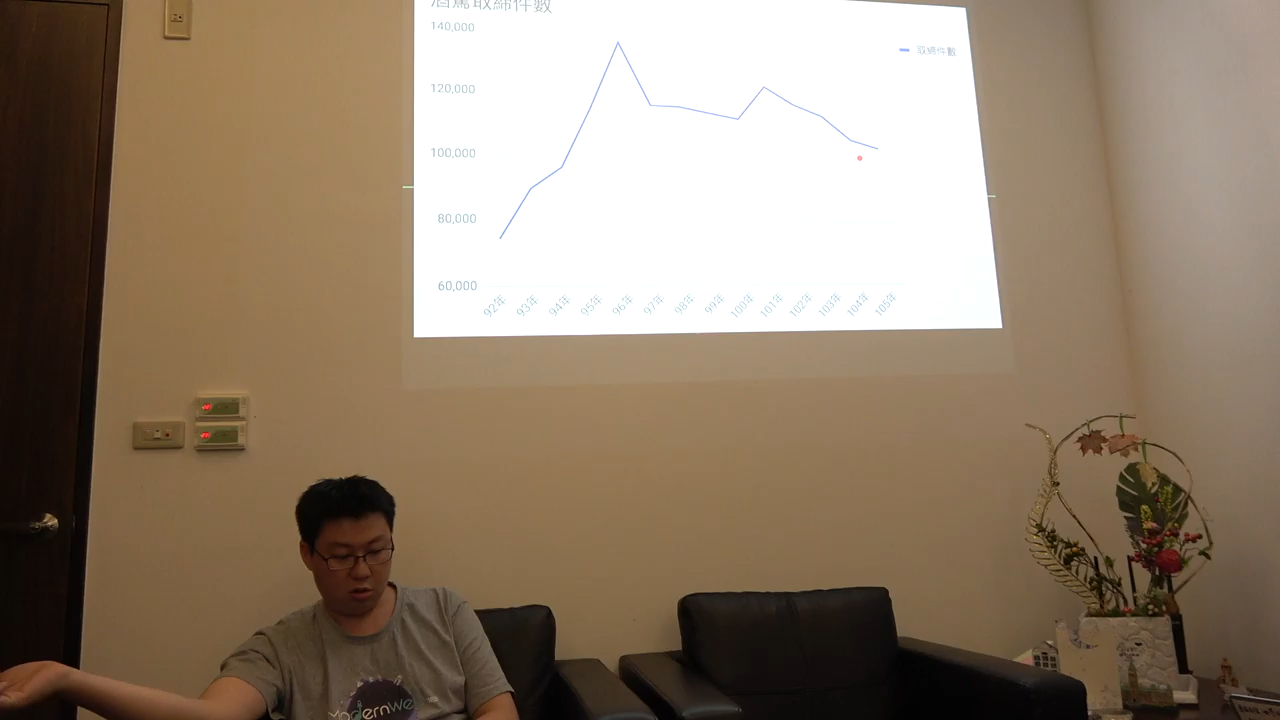 酒駕取締件數
140,000
取締件數
120,000
100,000
80,000
60,000
92年 93年 94年 95年 96年 97年 98年 99年 100年 101年 102年 103年 104年 105年
ModernWe